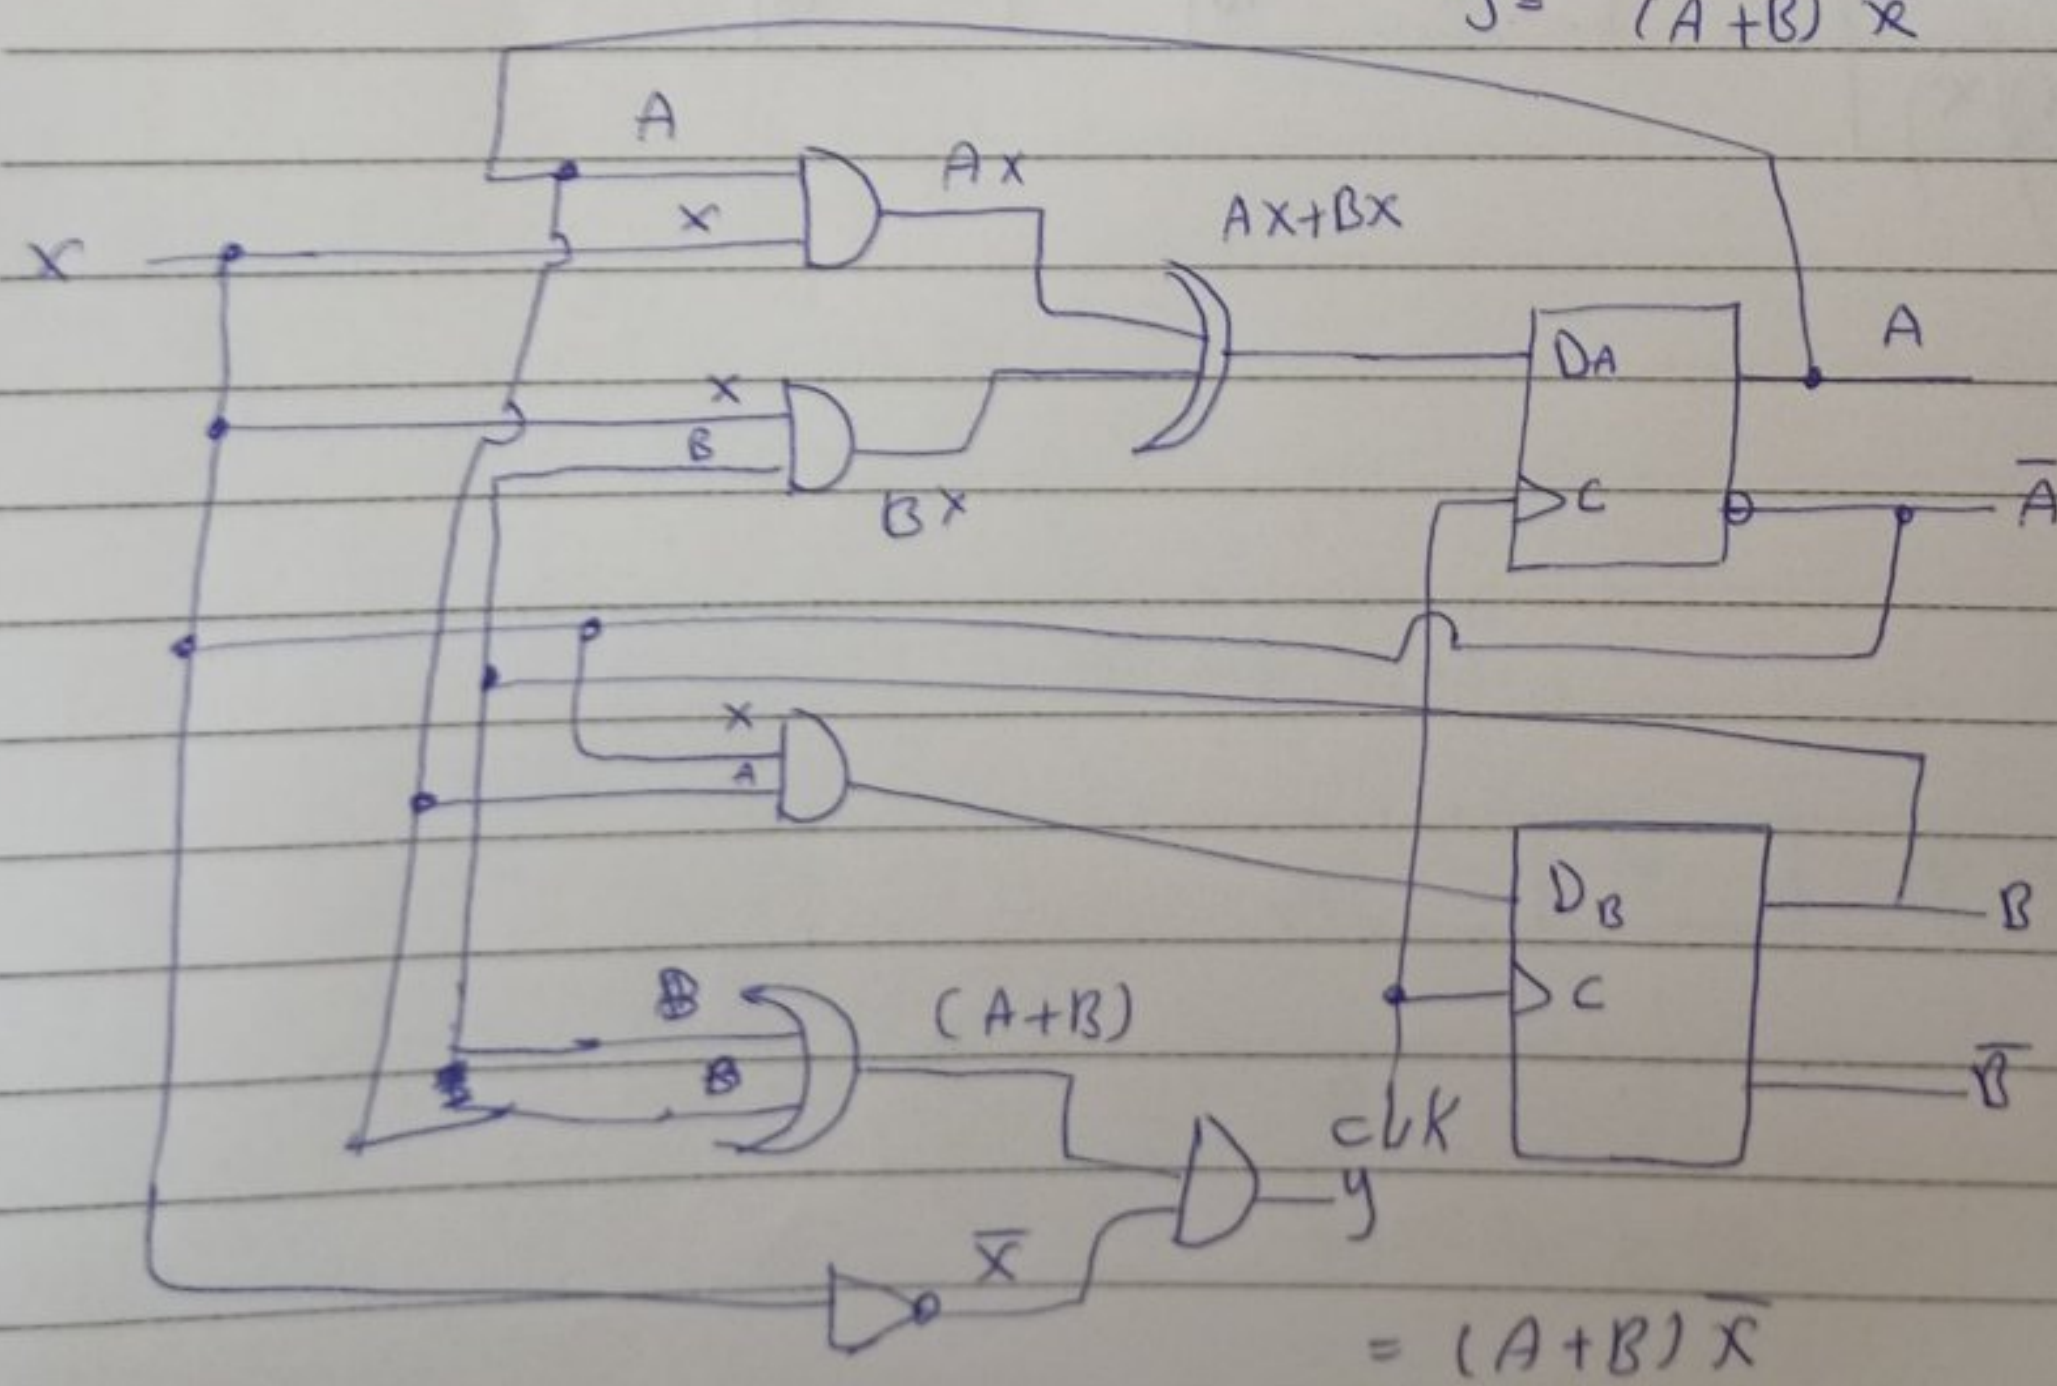 y = (A+B) x
A
Ax
x
Ax+Bx
x
A
DA
x
B
C
A̅
Bx
x
A
DB
B
B
(A+B)
C
B
B̅
CLK
y
x̅
= (A+B) x̅